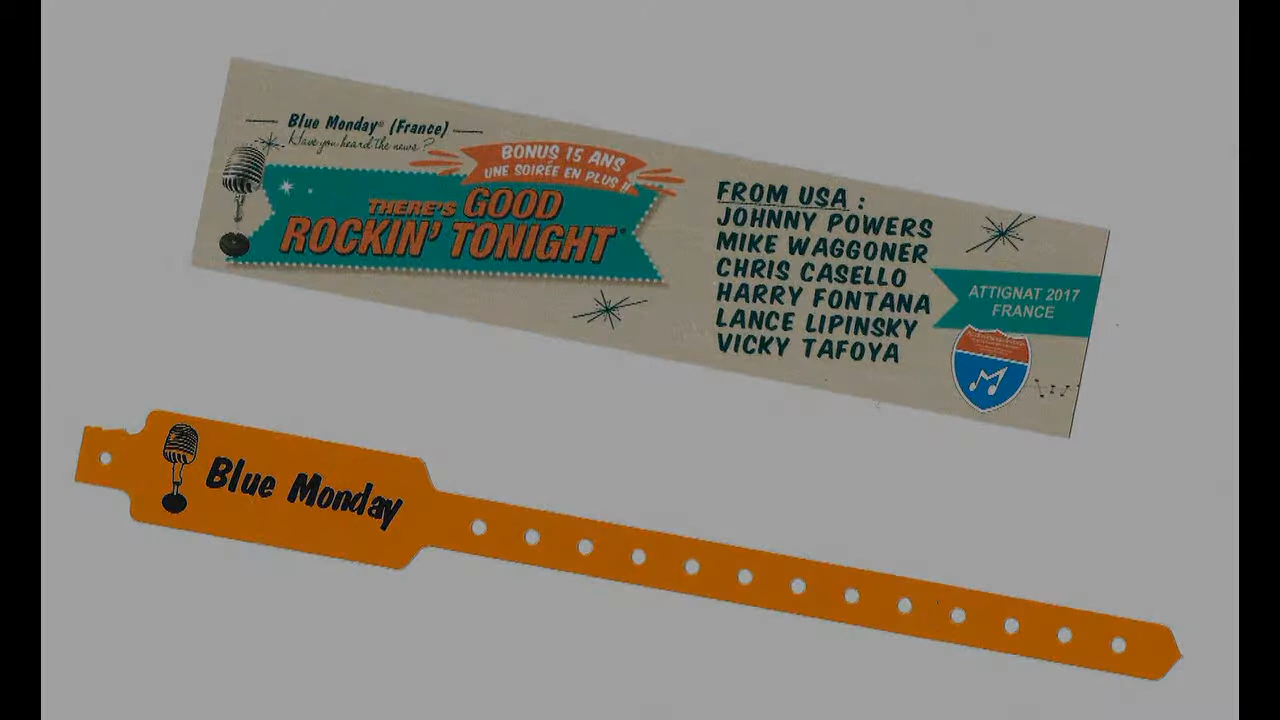 Blue Monday® (France)
Have you heard the news ?
BONUS 15 ANS
UNE SOIRÉE EN PLUS !!
THERE'S GOOD
ROCKIN' TONIGHT
FROM USA :
JOHNNY POWERS
MIKE WAGGONER
CHRIS CASELLO
HARRY FONTANA
LANCE LIPINSKY
VICKY TAFOYA
ATTIGNAT 2017
FRANCE
Blue Monday